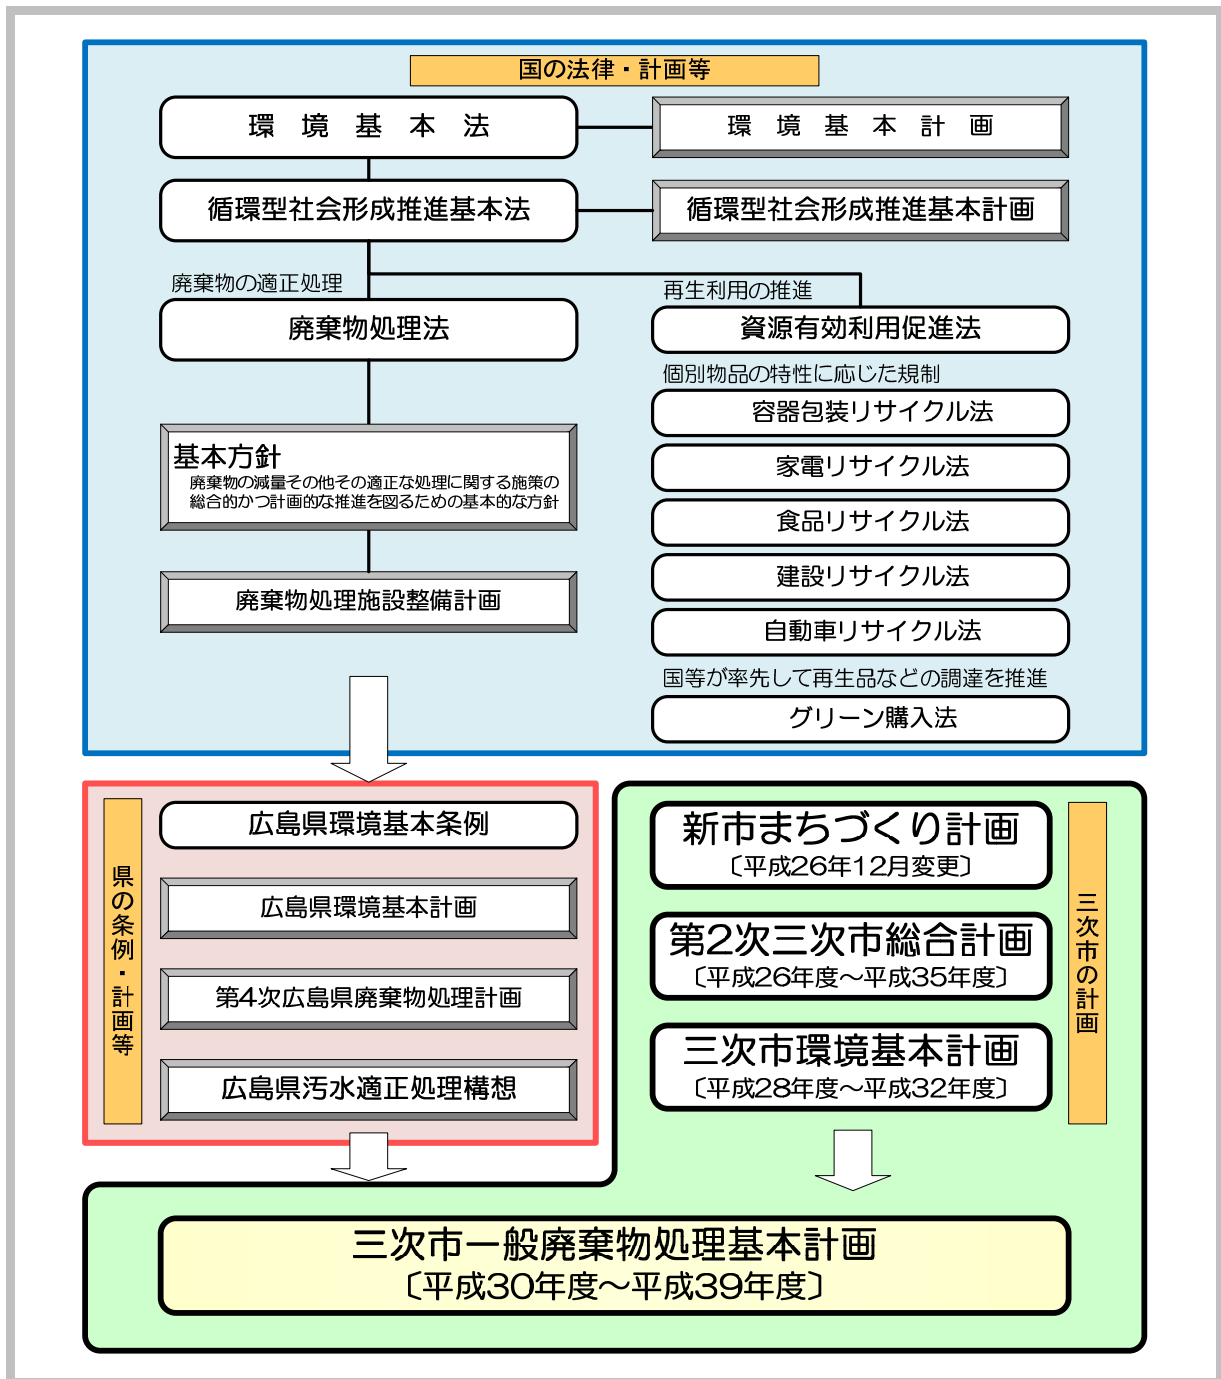 国の法律・計画等
環　境　基　本　法
環　境　基　本　計　画
循環型社会形成推進基本法
循環型社会形成推進基本計画
廃棄物の適正処理
廃棄物処理法
基本方針
廃棄物の減量その他その適正な処理に関する施策の
総合的かつ計画的な推進を図るための基本的な方針
廃棄物処理施設整備計画
再生利用の推進
資源有効利用促進法
個別物品の特性に応じた規制
容器包装リサイクル法
家電リサイクル法
食品リサイクル法
建設リサイクル法
自動車リサイクル法
国等が率先して再生品などの調達を推進
グリーン購入法
県の条例・計画等
広島県環境基本条例
広島県環境基本計画
第4次広島県廃棄物処理計画
広島県汚水適正処理構想
新市まちづくり計画
〔平成26年12月変更〕
第2次三次市総合計画
〔平成26年度～平成35年度〕
三次市環境基本計画
〔平成28年度～平成32年度〕
三次市の計画
三次市一般廃棄物処理基本計画
〔平成30年度～平成39年度〕